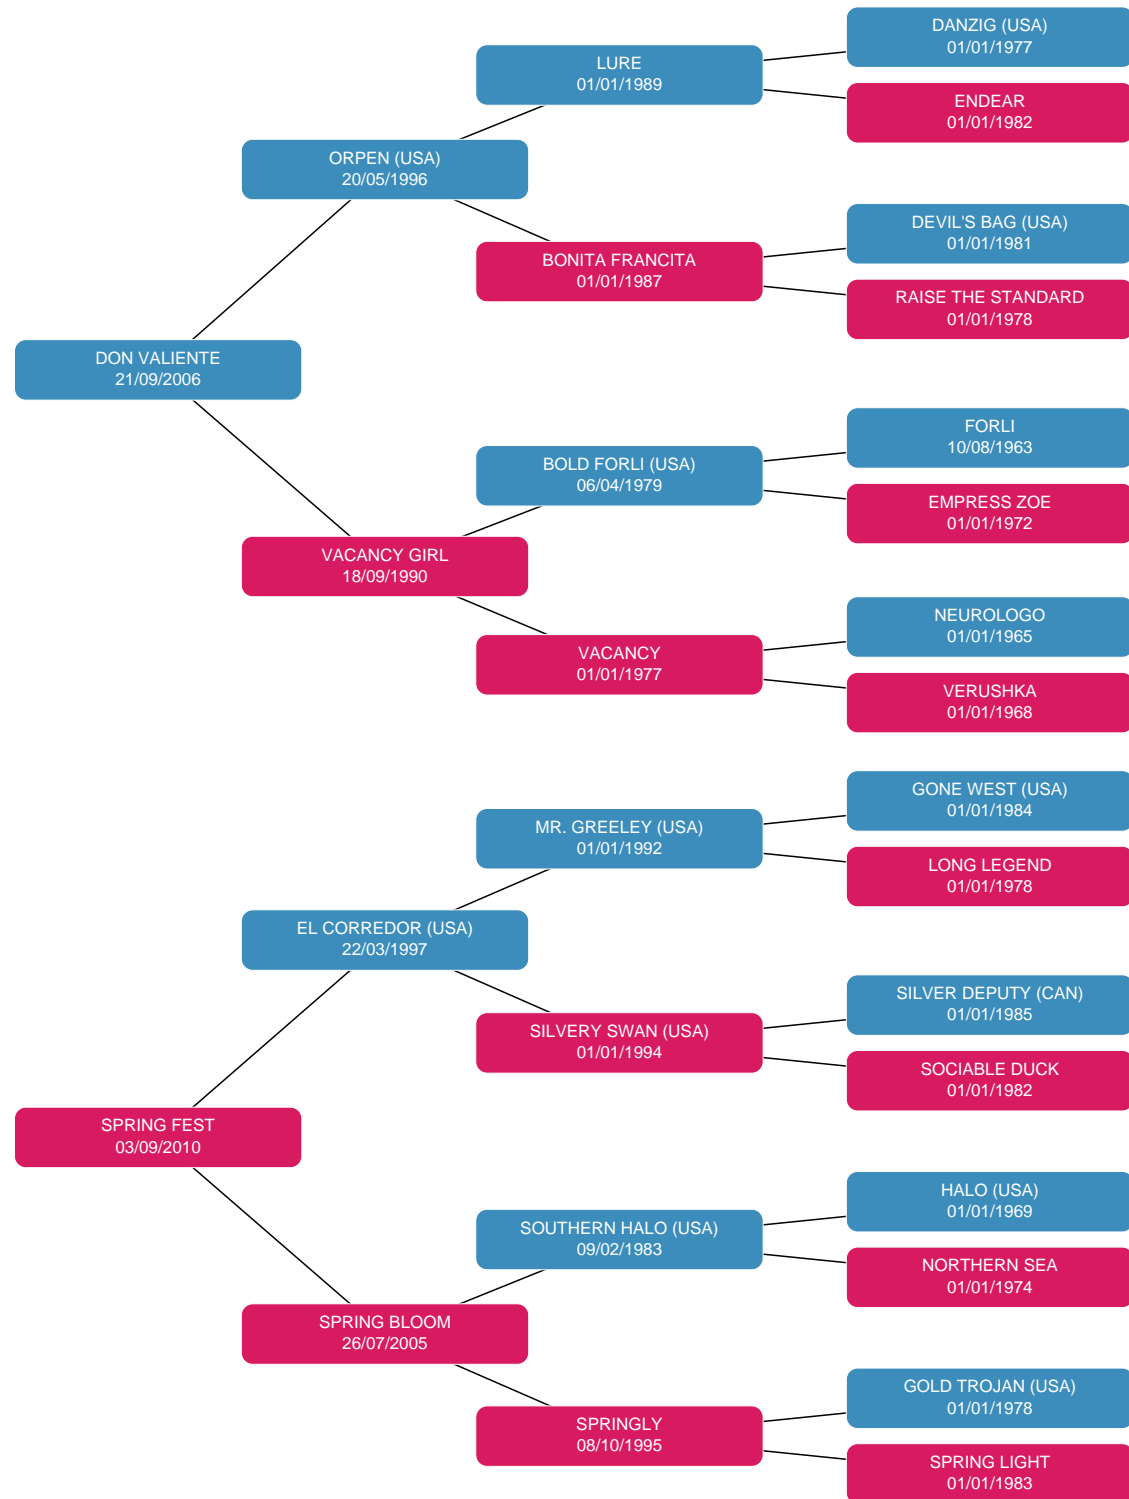 DANZIG (USA)
01/01/1977
LURE
01/01/1989
ENDEAR
01/01/1982
ORPEN (USA)
20/05/1996
DEVIL'S BAG (USA)
01/01/1981
BONITA FRANCITA
01/01/1987
RAISE THE STANDARD
01/01/1978
DON VALIENTE
21/09/2006
FORLI
10/08/1963
BOLD FORLI (USA)
06/04/1979
EMPRESS ZOE
01/01/1972
VACANCY GIRL
18/09/1990
NEUROLOGO
01/01/1965
VACANCY
01/01/1977
VERUSHKA
01/01/1968
GONE WEST (USA)
01/01/1984
MR. GREELEY (USA)
01/01/1992
LONG LEGEND
01/01/1978
EL CORREDOR (USA)
22/03/1997
SILVER DEPUTY (CAN)
01/01/1985
SILVERY SWAN (USA)
01/01/1994
SOCIABLE DUCK
01/01/1982
SPRING FEST
03/09/2010
HALO (USA)
01/01/1969
SOUTHERN HALO (USA)
09/02/1983
NORTHERN SEA
01/01/1974
SPRING BLOOM
26/07/2005
GOLD TROJAN (USA)
01/01/1978
SPRINGLY
08/10/1995
SPRING LIGHT
01/01/1983